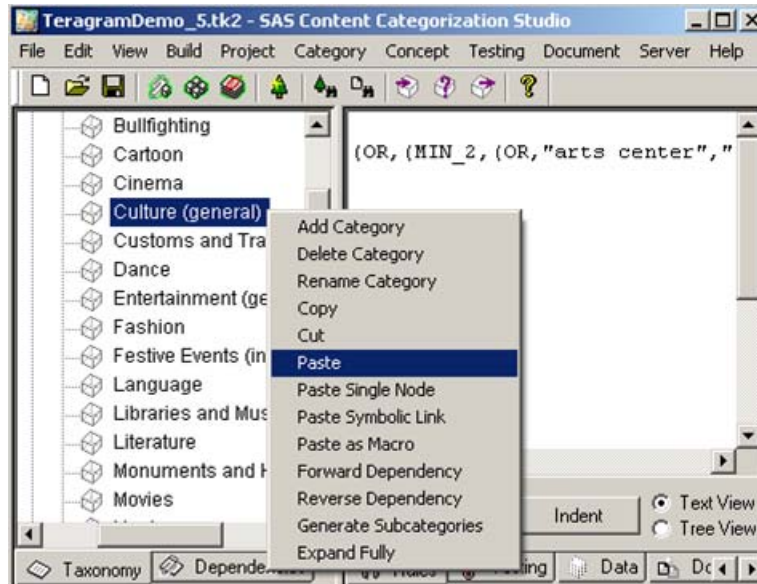 TeragramDemo_5.tk2 - SAS Content Categorization Studio
File Edit View Build Project Category Concept Testing Document Server Help
Bullfighting
Cartoon
(OR,(MIN_2,(OR,"arts center","
Cinema
Culture (general)
Customs and Tra
Dance
Entertainment (ge
Fashion
Festive Events (in
Language
Libraries and Mus
Literature
Monuments and H
Movies
Add Category
Delete Category
Rename Category
Copy
Cut
Paste
Paste Single Node
Paste Symbolic Link
Paste as Macro
Forward Dependency
Reverse Dependency
Generate Subcategories
Expand Fully
Indent
Text View
Tree View
Taxonomy
Data